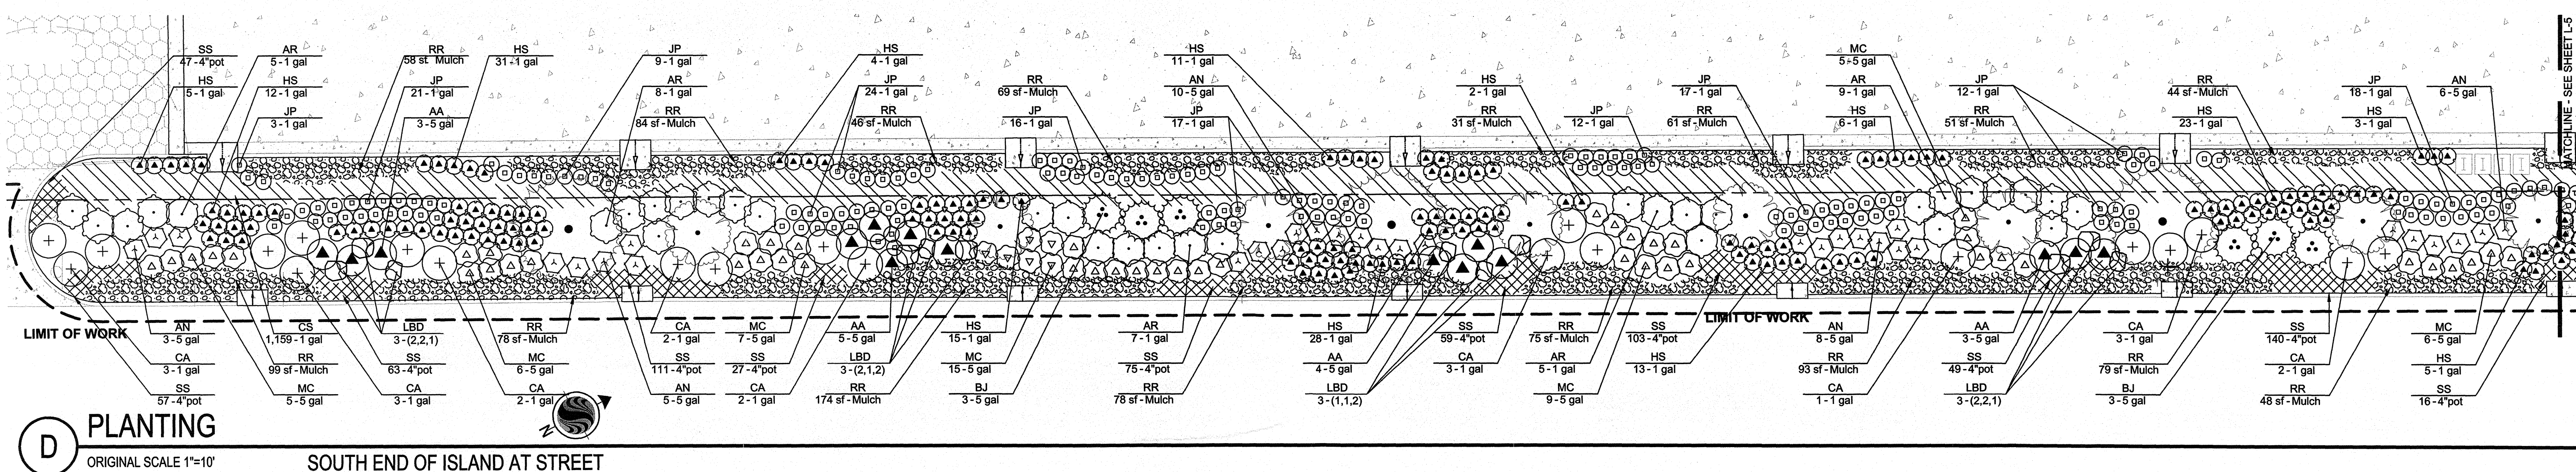 SS
47 - 4"pot
AR
5 - 1 gal
RR
58 sf. Mulch
HS
31 - 1 gal
JP
9 - 1 gal
HS
4 - 1 gal
HS
11 - 1 gal
MC
5 - 5 gal
HS
5 - 1 gal
HS
12 - 1 gal
JP
21 - 1 gal
AR
8 - 1 gal
JP
24 - 1 gal
RR
69 sf - Mulch
AN
10 - 5 gal
HS
2 - 1 gal
JP
17 - 1 gal
AR
9 - 1 gal
JP
12 - 1 gal
RR
44 sf - Mulch
JP
18 - 1 gal
AN
6 - 5 gal
JP
3 - 1 gal
AA
3 - 5 gal
RR
84 sf - Mulch
RR
46 sf - Mulch
JP
16 - 1 gal
JP
17 - 1 gal
RR
31 sf - Mulch
JP
12 - 1 gal
RR
61 sf - Mulch
HS
6 - 1 gal
RR
51 sf - Mulch
HS
23 - 1 gal
HS
3 - 1 gal
MATCHLINE - SEE SHEET L-5
LIMIT OF WORK
LIMIT OF WORK
AN
3 - 5 gal
CS
1,159 - 1 gal
LBD
3 - (2,2,1)
RR
78 sf - Mulch
CA
2 - 1 gal
MC
7 - 5 gal
AA
5 - 5 gal
HS
15 - 1 gal
AR
7 - 1 gal
HS
28 - 1 gal
SS
59 - 4"pot
RR
75 sf - Mulch
SS
103 - 4"pot
AN
8 - 5 gal
AA
3 - 5 gal
CA
3 - 1 gal
SS
140 - 4"pot
MC
6 - 5 gal
CA
3 - 1 gal
RR
99 sf - Mulch
SS
63 - 4"pot
MC
6 - 5 gal
SS
111 - 4"pot
SS
27 - 4"pot
LBD
3 - (2,1,2)
MC
15 - 5 gal
SS
75 - 4"pot
AA
4 - 5 gal
CA
3 - 1 gal
AR
5 - 1 gal
HS
13 - 1 gal
RR
93 sf - Mulch
SS
49 - 4"pot
RR
79 sf - Mulch
CA
2 - 1 gal
HS
5 - 1 gal
SS
57 - 4"pot
MC
5 - 5 gal
CA
3 - 1 gal
CA
2 - 1 gal
AN
5 - 5 gal
CA
2 - 1 gal
RR
174 sf - Mulch
BJ
3 - 5 gal
RR
78 sf - Mulch
LBD
3 - (1,1,2)
MC
9 - 5 gal
CA
1 - 1 gal
LBD
3 - (2,2,1)
BJ
3 - 5 gal
RR
48 sf - Mulch
SS
16 - 4"pot
N
D
PLANTING
ORIGINAL SCALE 1"=10'
SOUTH END OF ISLAND AT STREET